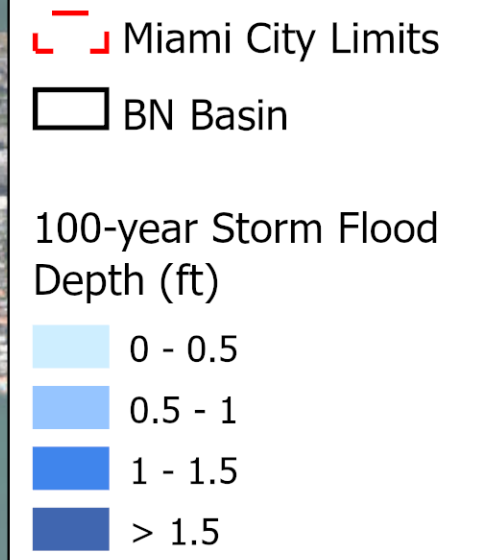 Miami City Limits
BN Basin
100-year Storm Flood
Depth (ft)
0 - 0.5
0.5 - 1
1 - 1.5
> 1.5